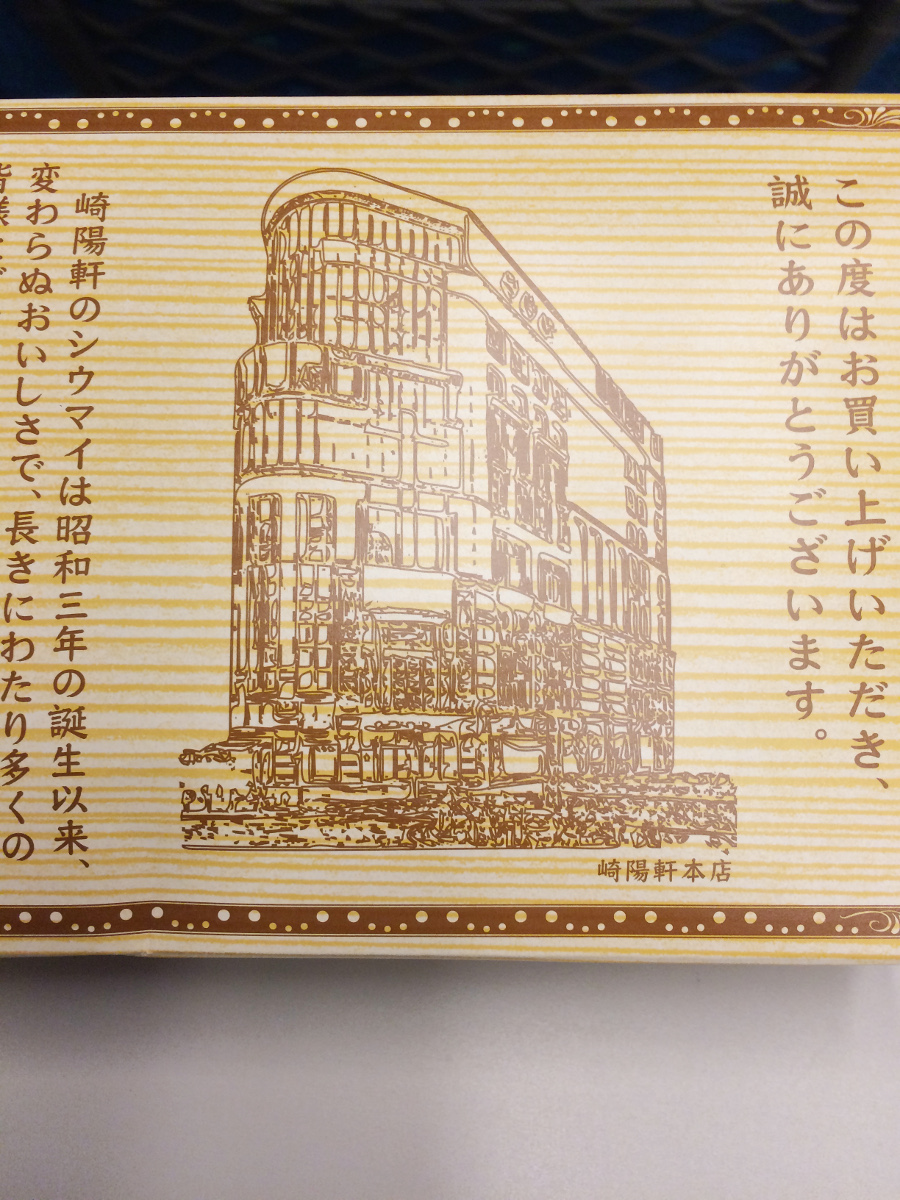 この度はお買い上げいただき、
誠にありがとうございます。
崎陽軒本店
崎陽軒のシウマイは昭和三年の誕生以来、
変わらぬおいしさで、長きにわたり多くの